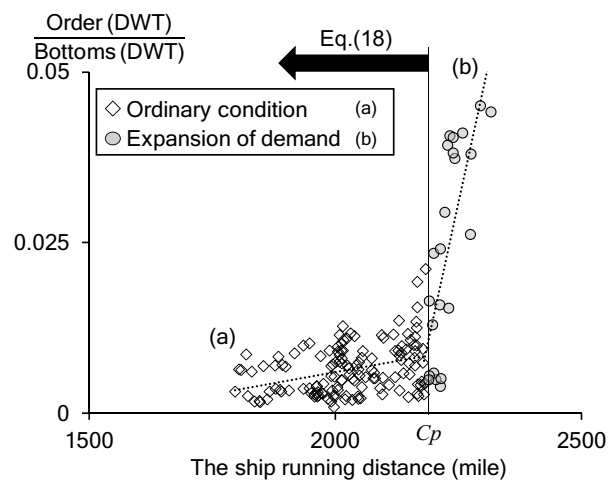 Order (DWT)
Bottoms (DWT)
Eq.(18)
(b)
0.05
Ordinary condition (a)
Expansion of demand (b)
0.025
(a)
0
1500
2000
Cp
2500
The ship running distance (mile)